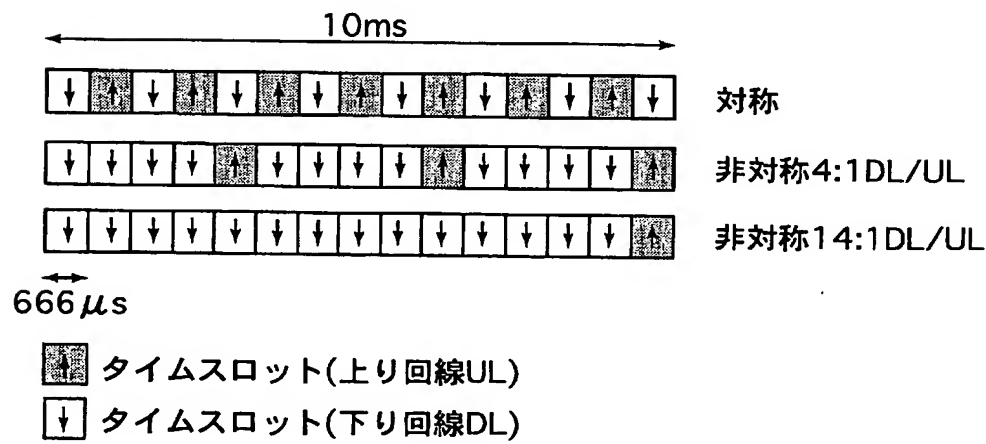 10ms
対称
非対称4:1DL/UL
非対称14:1DL/UL
666μs
タイムスロット(上り回線UL)
タイムスロット(下り回線DL)